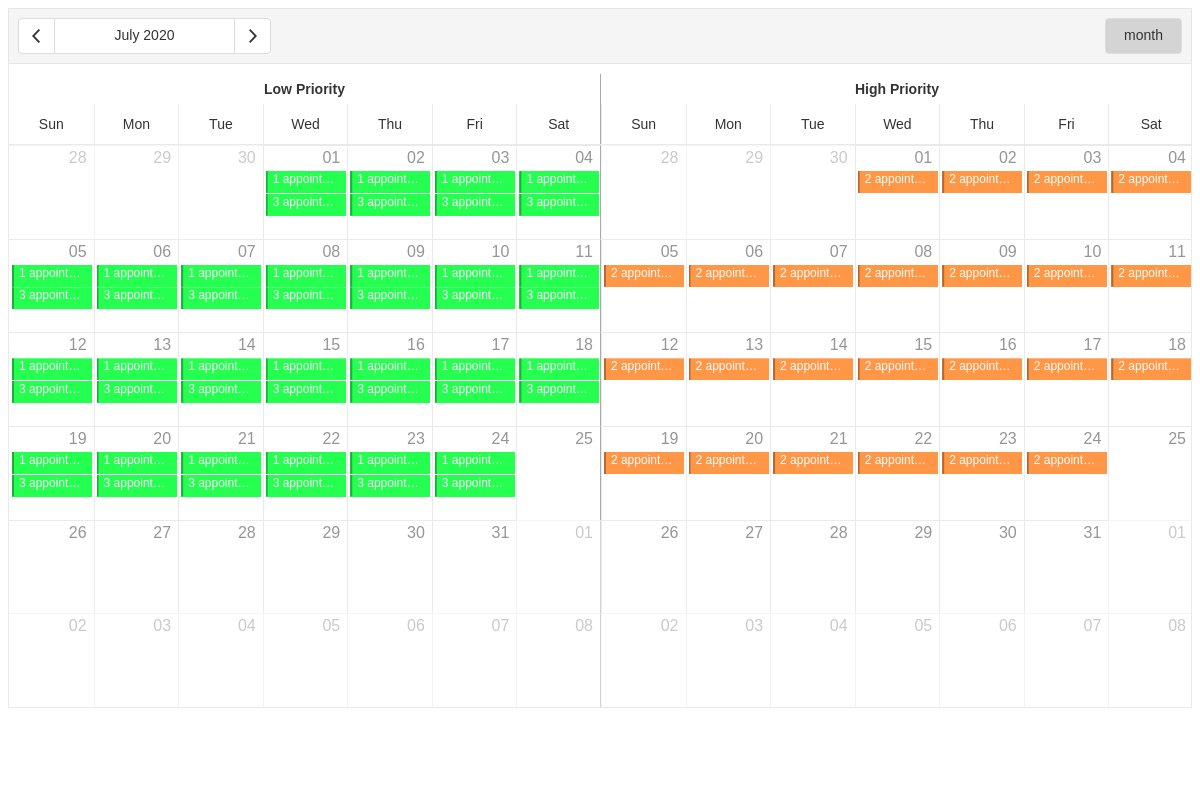 July 2020 month
Low Priority High Priority
Sun Mon Tue Wed Thu Fri Sat Sun Mon Tue Wed Thu Fri Sat
28 29 30 01 02 03 04 28 29 30 01 02 03 04
1 appoint… 1 appoint… 1 appoint… 1 appoint… 2 appoint… 2 appoint… 2 appoint… 2 appoint…
3 appoint… 3 appoint… 3 appoint… 3 appoint…
05 06 07 08 09 10 11 05 06 07 08 09 10 11
1 appoint… 1 appoint… 1 appoint… 1 appoint… 1 appoint… 1 appoint… 1 appoint… 2 appoint… 2 appoint… 2 appoint… 2 appoint… 2 appoint… 2 appoint… 2 appoint…
3 appoint… 3 appoint… 3 appoint… 3 appoint… 3 appoint… 3 appoint… 3 appoint…
12 13 14 15 16 17 18 12 13 14 15 16 17 18
1 appoint… 1 appoint… 1 appoint… 1 appoint… 1 appoint… 1 appoint… 1 appoint… 2 appoint… 2 appoint… 2 appoint… 2 appoint… 2 appoint… 2 appoint… 2 appoint…
3 appoint… 3 appoint… 3 appoint… 3 appoint… 3 appoint… 3 appoint… 3 appoint…
19 20 21 22 23 24 25 19 20 21 22 23 24 25
1 appoint… 1 appoint… 1 appoint… 1 appoint… 1 appoint… 1 appoint… 2 appoint… 2 appoint… 2 appoint… 2 appoint… 2 appoint… 2 appoint…
3 appoint… 3 appoint… 3 appoint… 3 appoint… 3 appoint… 3 appoint…
26 27 28 29 30 31 01 26 27 28 29 30 31 01
02 03 04 05 06 07 08 02 03 04 05 06 07 08